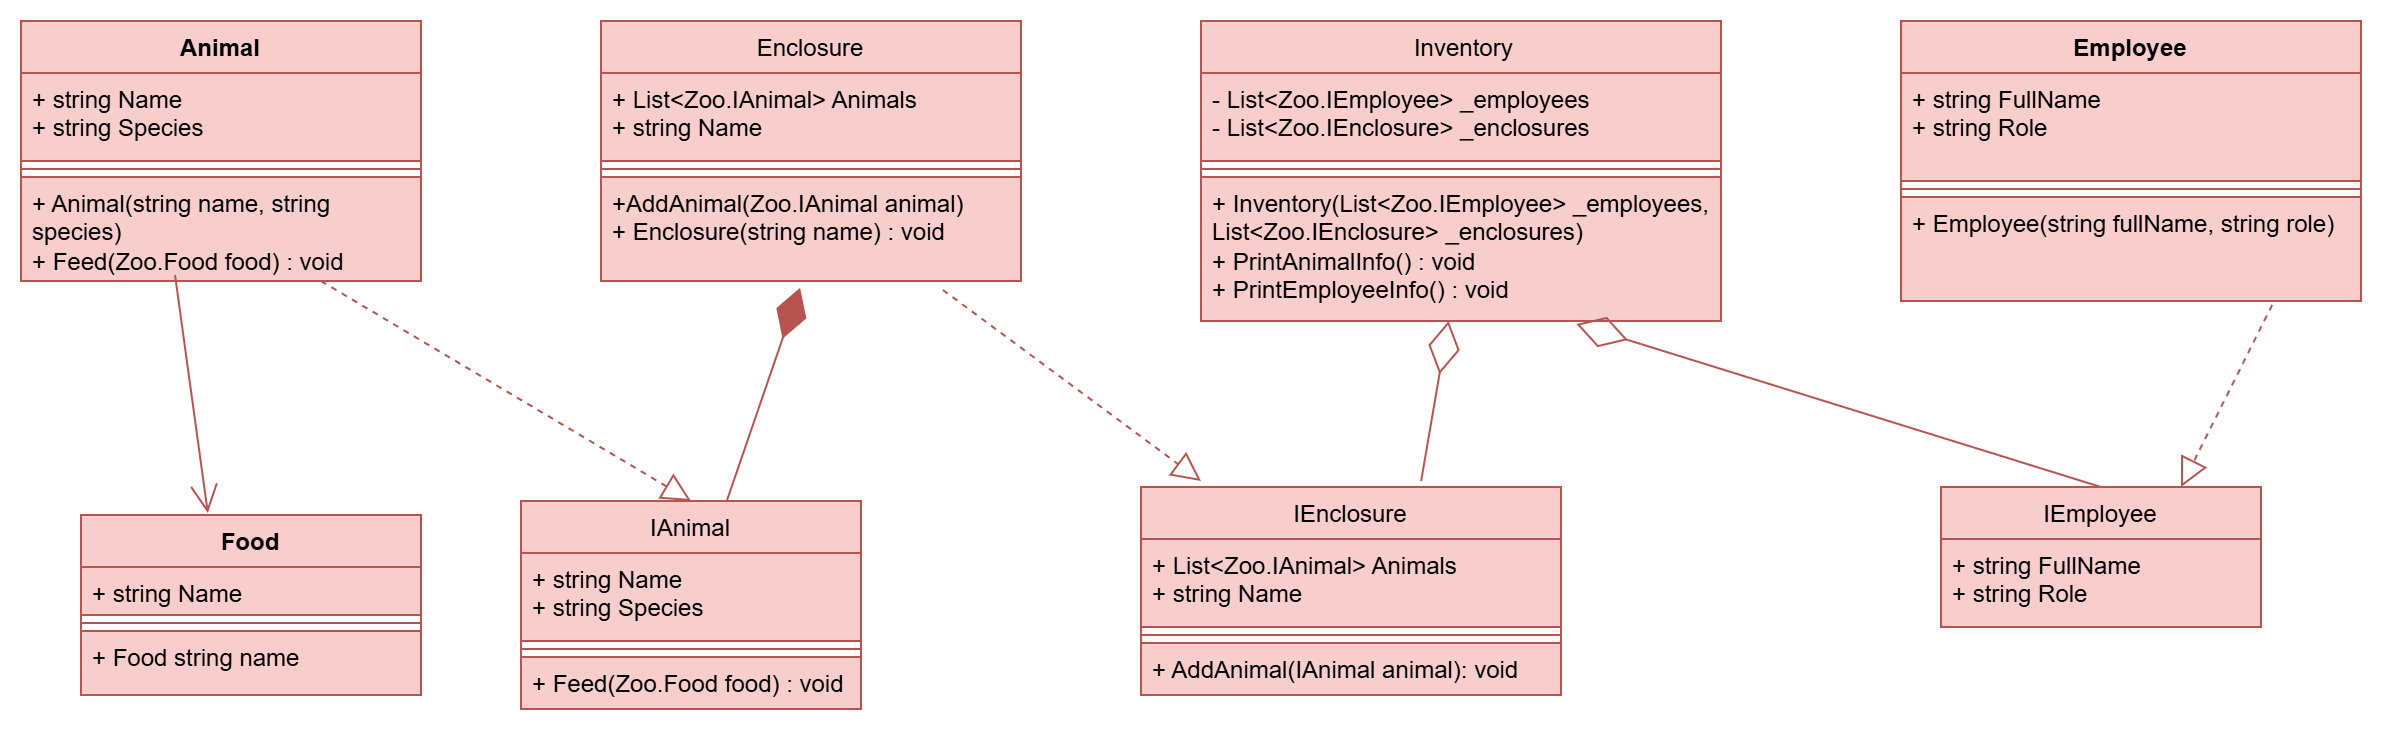 Animal
+ string Name
+ string Species
+ Animal(string name, string
species)
+ Feed(Zoo.Food food) : void
Enclosure
+ List<Zoo.IAnimal> Animals
+ string Name
+AddAnimal(Zoo.IAnimal animal)
+ Enclosure(string name) : void
Inventory
- List<Zoo.IEmployee> _employees
- List<Zoo.IEnclosure> _enclosures
+ Inventory(List<Zoo.IEmployee> _employees,
List<Zoo.IEnclosure> _enclosures)
+ PrintAnimalInfo() : void
+ PrintEmployeeInfo() : void
Employee
+ string FullName
+ string Role
+ Employee(string fullName, string role)
Food
+ string Name
+ Food string name
IAnimal
+ string Name
+ string Species
+ Feed(Zoo.Food food) : void
IEnclosure
+ List<Zoo.IAnimal> Animals
+ string Name
+ AddAnimal(IAnimal animal): void
IEmployee
+ string FullName
+ string Role